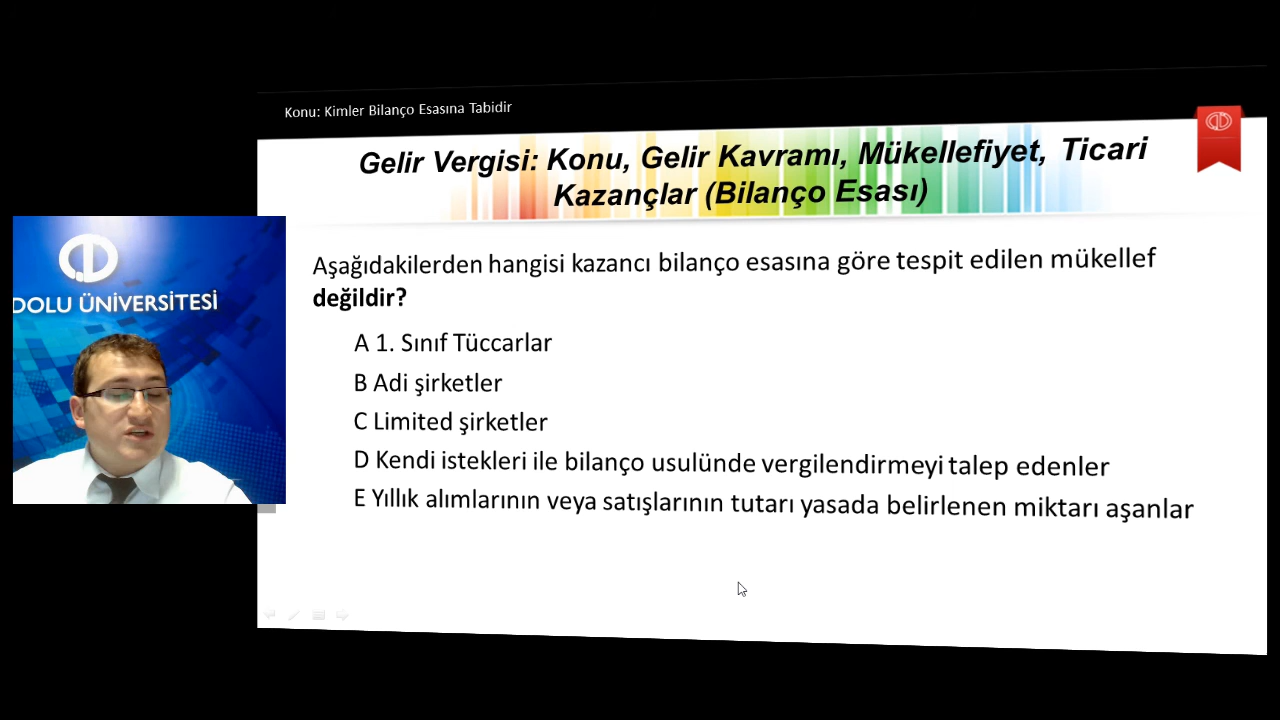 Konu: Kimler Bilanço Esasına Tabidir
Gelir Vergisi: Konu, Gelir Kavramı, Mükellefiyet, Ticari
Kazançlar (Bilanço Esası)
DOLU ÜNİVERSİTESİ
Aşağıdakilerden hangisi kazancı bilanço esasına göre tespit edilen mükellef
değildir?
A 1. Sınıf Tüccarlar
B Adi şirketler
C Limited şirketler
D Kendi istekleri ile bilanço usulünde vergilendirmeyi talep edenler
E Yıllık alımlarının veya satışlarının tutarı yasada belirlenen miktarı aşanlar